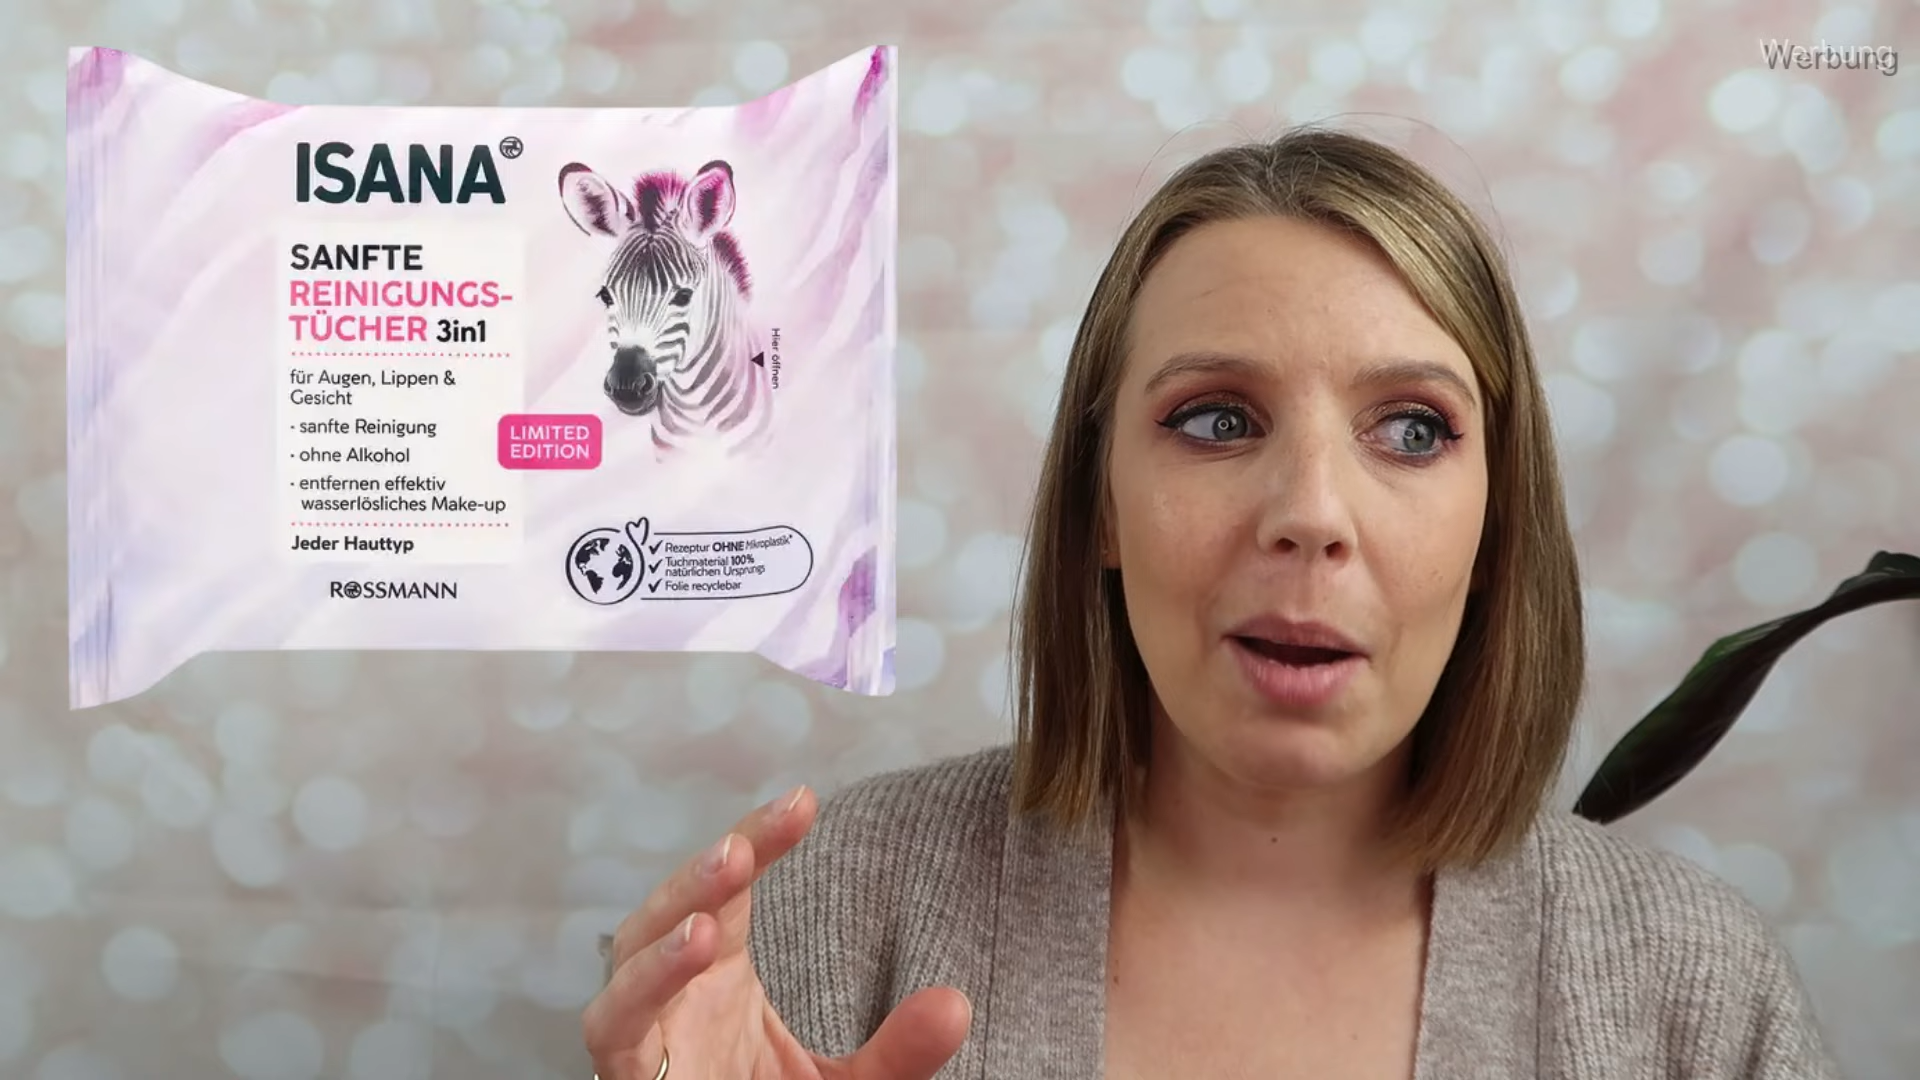 Werbung
ISANA
SANFTE
REINIGUNGS-
TÜCHER 3in1
für Augen, Lippen &
Gesicht
· sanfte Reinigung
· ohne Alkohol
· entfernen effektiv
wasserlösliches Make-up
Jeder Hauttyp
ROSSMANN
LIMITED
EDITION
Hier öffnen
Rezeptur OHNE Mikroplastik*
Tuchmaterial 100%
natürlichen Ursprungs
Folie recyclebar